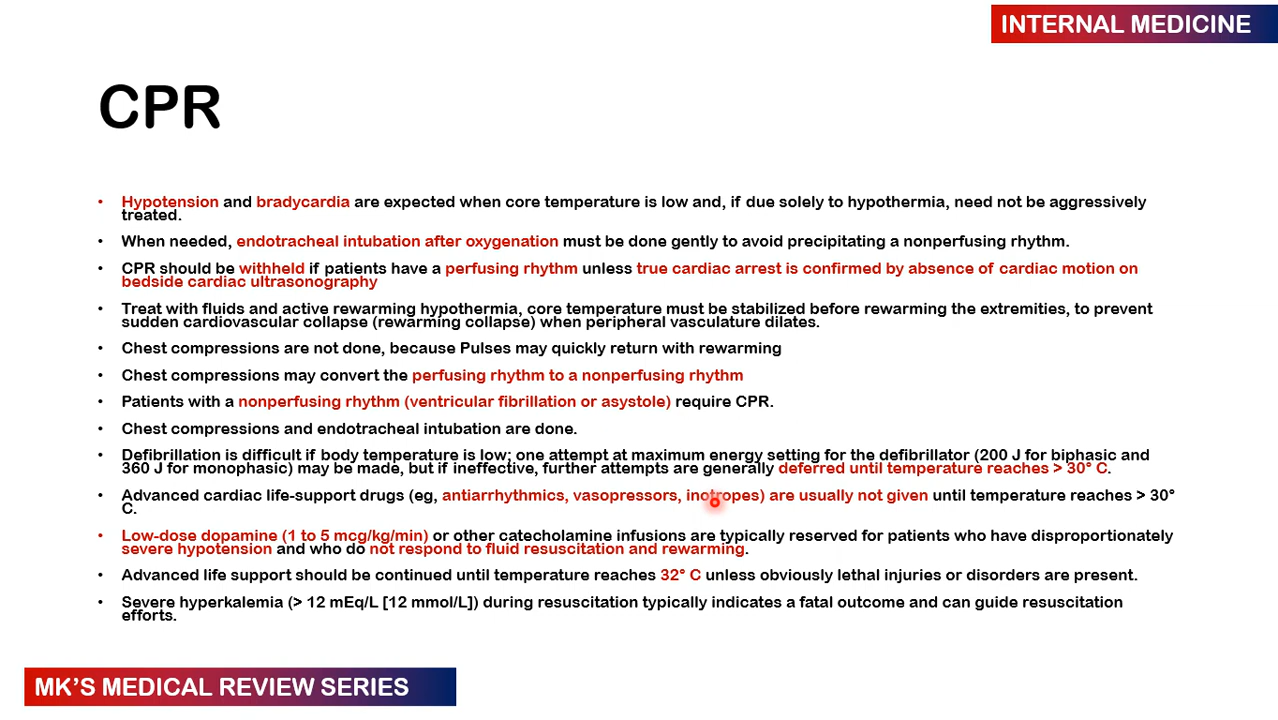 INTERNAL MEDICINE
CPR
• Hypotension and bradycardia are expected when core temperature is low and, if due solely to hypothermia, need not be aggressively
treated.
• When needed, endotracheal intubation after oxygenation must be done gently to avoid precipitating a nonperfusing rhythm.
• CPR should be withheld if patients have a perfusing rhythm unless true cardiac arrest is confirmed by absence of cardiac motion on
bedside cardiac ultrasonography
• Treat with fluids and active rewarming hypothermia, core temperature must be stabilized before rewarming the extremities, to prevent
sudden cardiovascular collapse (rewarming collapse) when peripheral vasculature dilates.
• Chest compressions are not done, because Pulses may quickly return with rewarming
• Chest compressions may convert the perfusing rhythm to a nonperfusing rhythm
• Patients with a nonperfusing rhythm (ventricular fibrillation or asystole) require CPR.
• Chest compressions and endotracheal intubation are done.
• Defibrillation is difficult if body temperature is low; one attempt at maximum energy setting for the defibrillator (200 J for biphasic and
360 J for monophasic) may be made, but if ineffective, further attempts are generally deferred until temperature reaches > 30° C.
• Advanced cardiac life-support drugs (eg, antiarrhythmics, vasopressors, inotropes) are usually not given until temperature reaches > 30°
C.
• Low-dose dopamine (1 to 5 mcg/kg/min) or other catecholamine infusions are typically reserved for patients who have disproportionately
severe hypotension and who do not respond to fluid resuscitation and rewarming.
• Advanced life support should be continued until temperature reaches 32° C unless obviously lethal injuries or disorders are present.
• Severe hyperkalemia (> 12 mEq/L [12 mmol/L]) during resuscitation typically indicates a fatal outcome and can guide resuscitation
efforts.
MK'S MEDICAL REVIEW SERIES